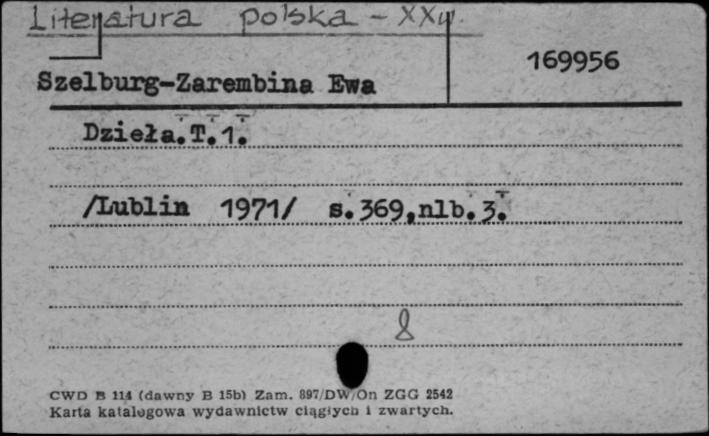 Literatura polska - XXw.
169956
Szelburg-Zarembina Ewa
Dzieła.T.1.
/Lublin 1971/ s.369,nlb.3.
8
CWD B 114 (dawny B 15b) Zam. 897/DW/On ZGG 2542
Karta katalogowa wydawnictw ciągłych i zwartych.